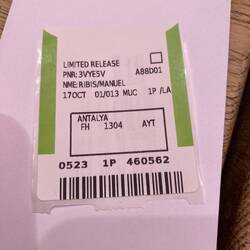 LIMITED RELEASE
PNR:3VYE5V A88D01
NME:RIBIS/MANUEL
17OCT 01/013 MUC 1P /LA
ANTALYA
FH 1304 AYT
0523 1P 460562